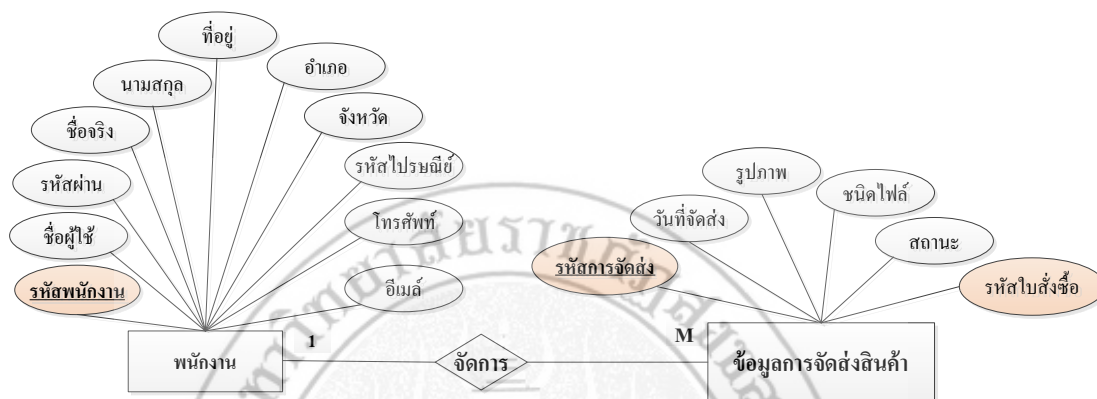 ที่อยู่
อำเภอ
นามสกุล
จังหวัด
ชื่อจริง
รหัสไปรษณีย์
รหัสผ่าน
โทรศัพท์
ชื่อผู้ใช้
อีเมล์
รหัสพนักงาน
พนักงาน
1
จัดการ
M
รูปภาพ
ชนิดไฟล์
วันที่จัดส่ง
สถานะ
รหัสการจัดส่ง
รหัสใบสั่งซื้อ
ข้อมูลการจัดส่งสินค้า